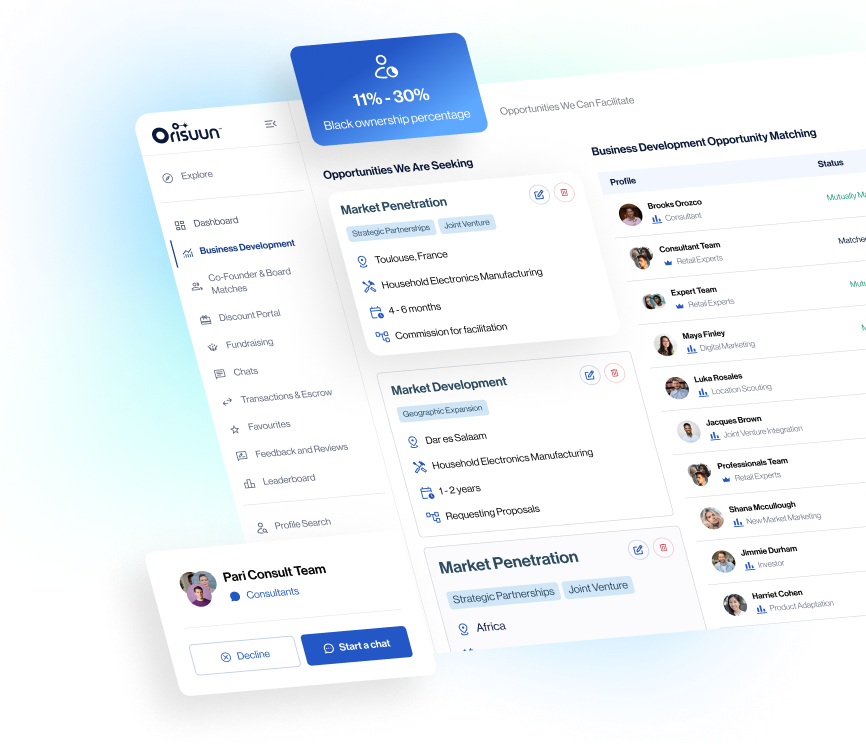 11% - 30%
Black ownership percentage
Opportunities We Can Facilitate
Orisuun™
Explore
Dashboard
Business Development
Co-Founder & Board
Matches
Discount Portal
Fundraising
Chats
Transactions & Escrow
Favourites
Feedback and Reviews
Leaderboard
Profile Search
Opportunities We Are Seeking
Market Penetration
Strategic Partnerships
Joint Venture
Toulouse, France
Household Electronics Manufacturing
4 - 6 months
Commission for facilitation
Market Development
Geographic Expansion
Dar es Salaam
Household Electronics Manufacturing
1 - 2 years
Requesting Proposals
Market Penetration
Strategic Partnerships
Joint Venture
Africa
Business Development Opportunity Matching
Profile
Status
Brooks Orozco
Consultant
Mutually Ma
Consultant Team
Retail Experts
Matche
Expert Team
Retail Experts
Mutu
Maya Finley
Digital Marketing
M
Luka Rosales
Location Scouting
Jacques Brown
Joint Venture Integration
Professionals Team
Retail Experts
Shana Mccullough
New Market Marketing
Jimmie Durham
Investor
Harriet Cohen
Product Adaptation
Pari Consult Team
Consultants
Decline
Start a chat